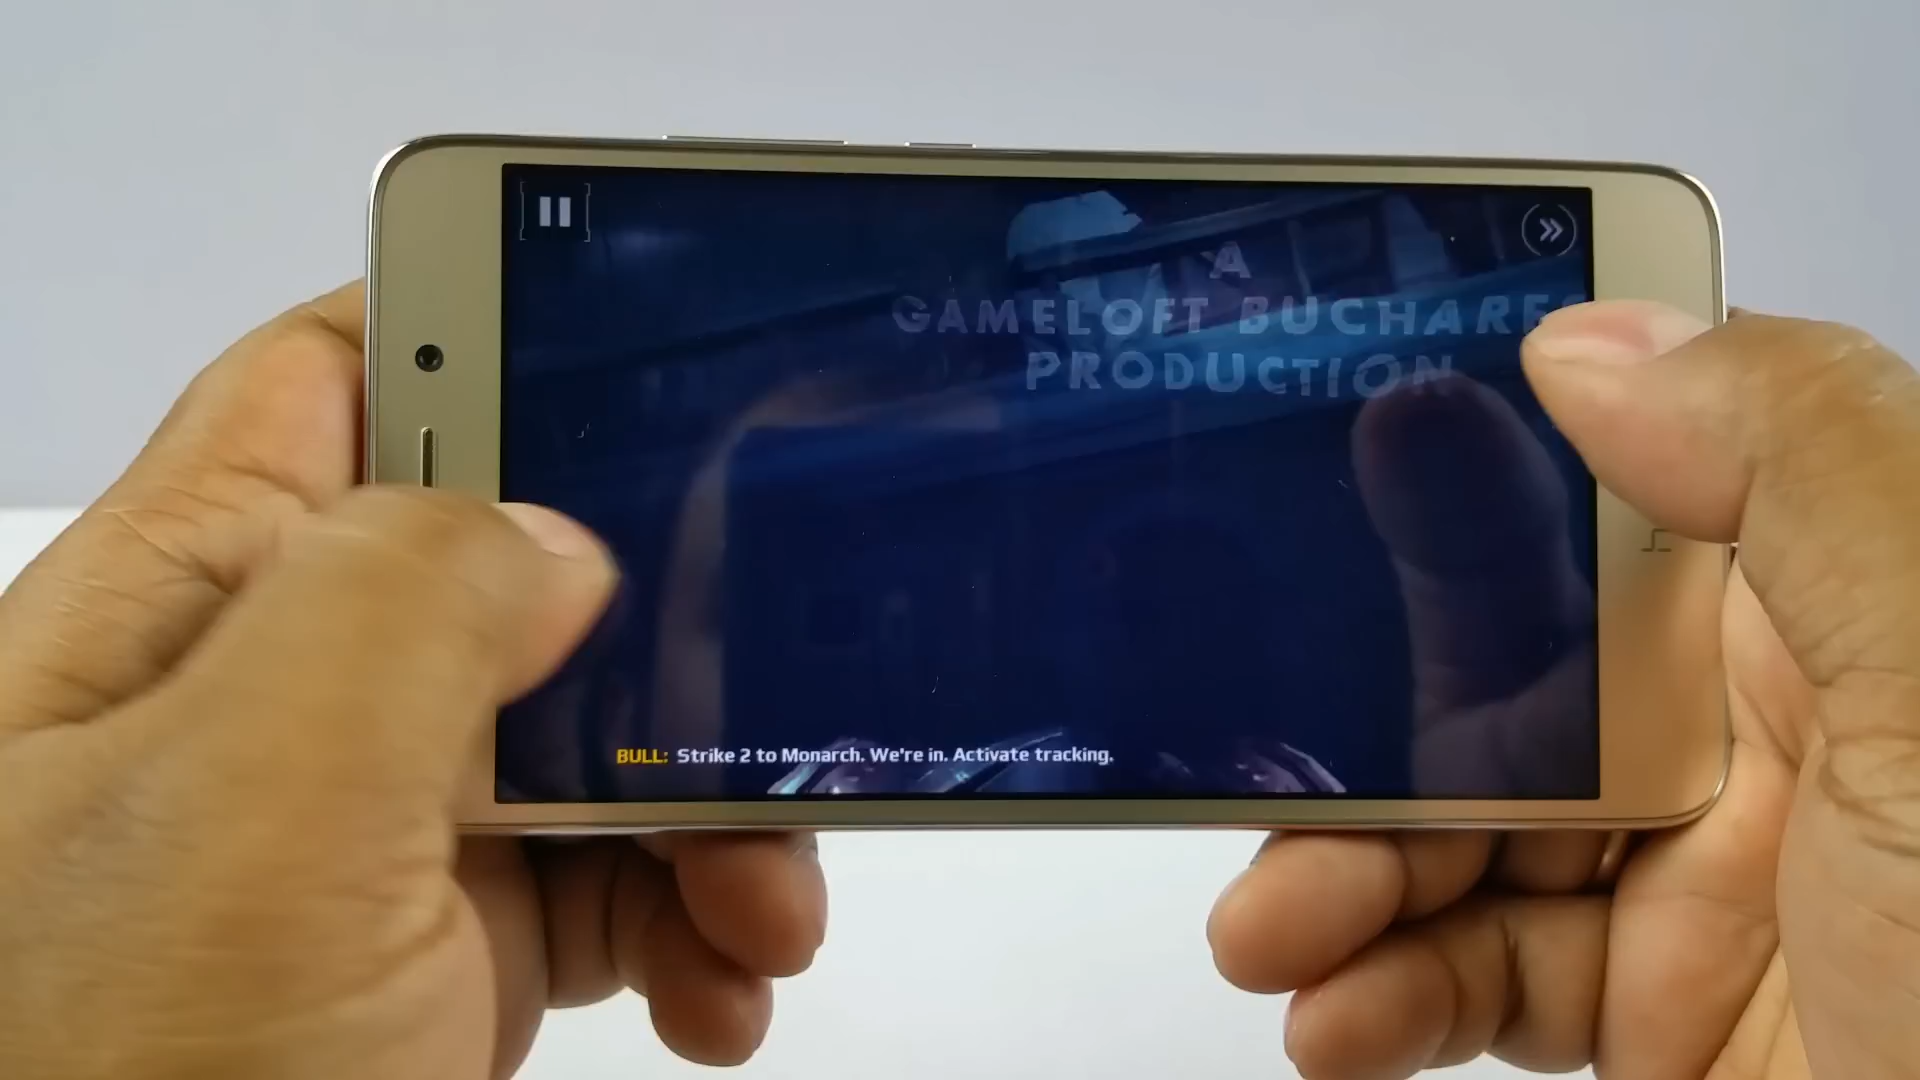 A
GAMELOFT BUCHARES
PRODUCTION
BULL: Strike 2 to Monarch. We're in. Activate tracking.